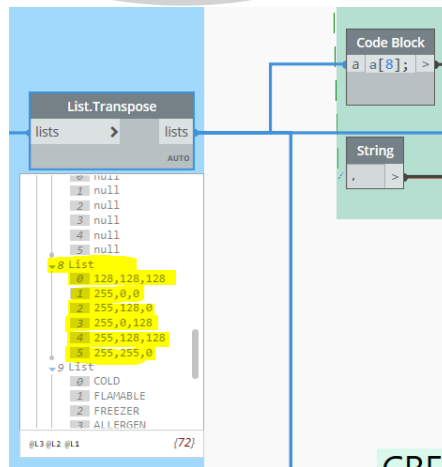 Code Block
a a[8]; >
List.Transpose
lists > lists
AUTO
String
, >
0 null
1 null
2 null
3 null
4 null
5 null
8 List
0 128,128,128
1 255,0,0
2 255,128,0
3 255,0,128
4 255,128,128
5 255,255,0
9 List
0 COLD
1 FLAMABLE
2 FREEZER
3 ALLERGEN
@L3 @L2 @L1 {72}